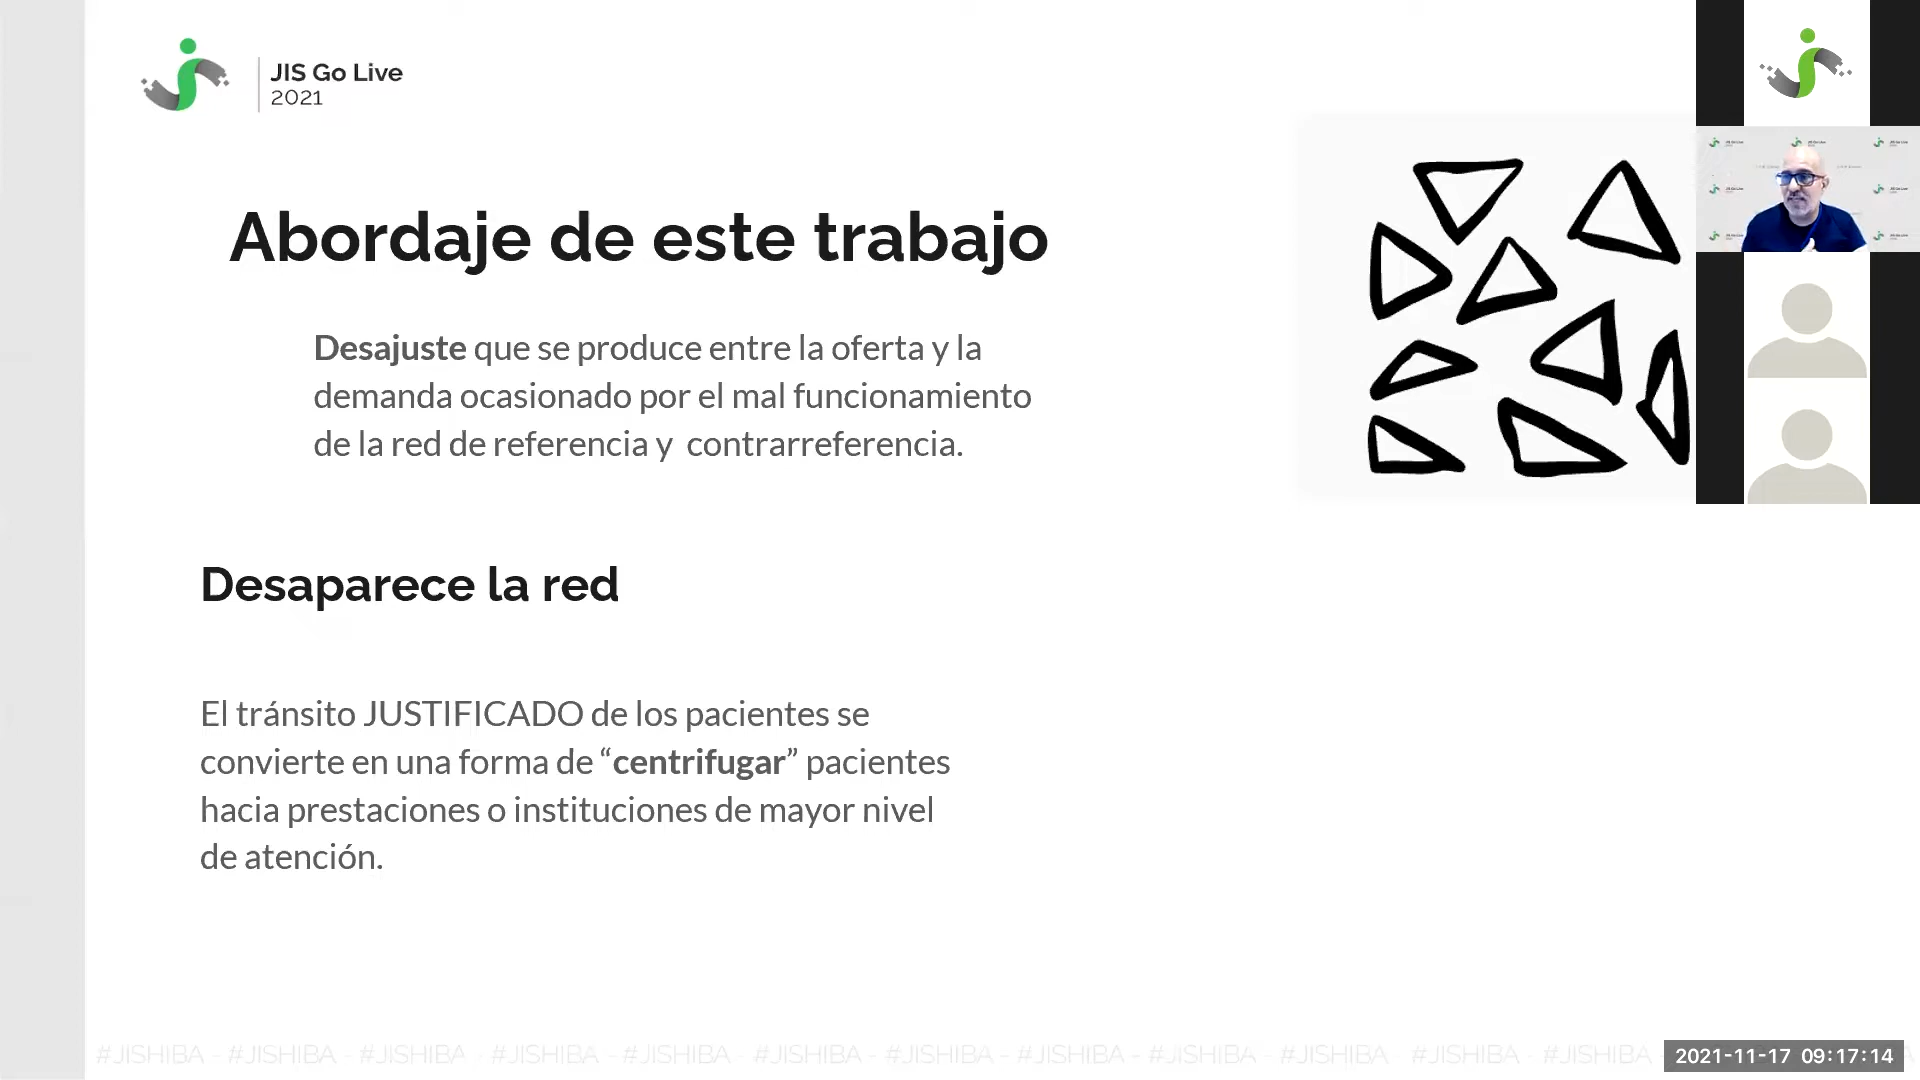 JIS Go Live
2021
Abordaje de este trabajo
Desajuste que se produce entre la oferta y la
demanda ocasionado por el mal funcionamiento
de la red de referencia y contrarreferencia.
Desaparece la red
El tránsito JUSTIFICADO de los pacientes se
convierte en una forma de “centrifugar” pacientes
hacia prestaciones o instituciones de mayor nivel
de atención.
#JISHIBA - #JISHIBA - #JISHIBA - #JISHIBA - #JISHIBA - #JISHIBA - #JISHIBA - #JISHIBA - #JISHIBA - #JISHIBA - #JISHIBA - #JISHIBA -
2021-11-17 09:17:14